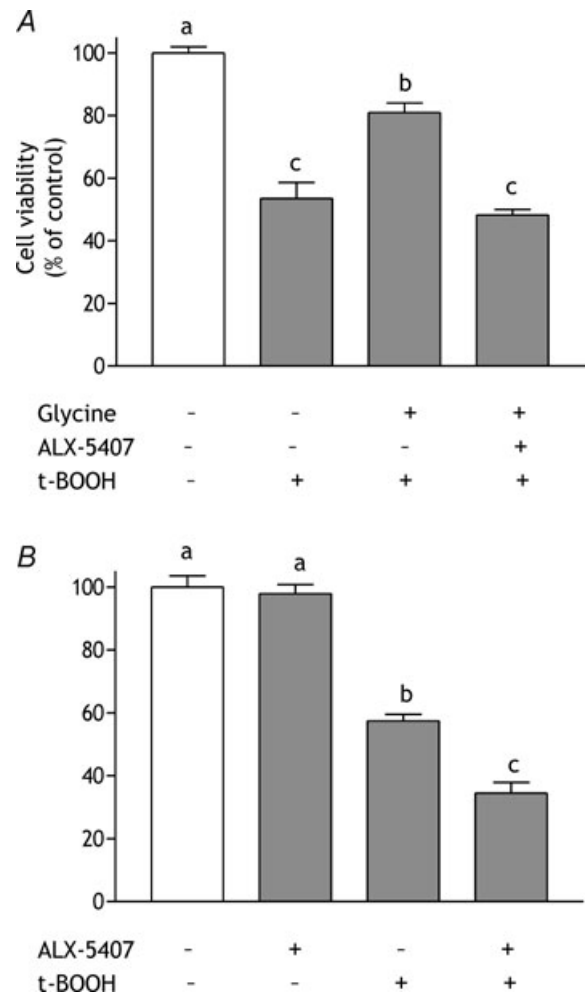 A
a
100
b
80
c
c
60
40
20
0
Cell viability
(% of control)
Glycine - - + +
ALX-5407 - - - +
t-BOOH - + + +
B
a
a
100
80
b
60
c
40
20
0
ALX-5407 - + - +
t-BOOH - - + +